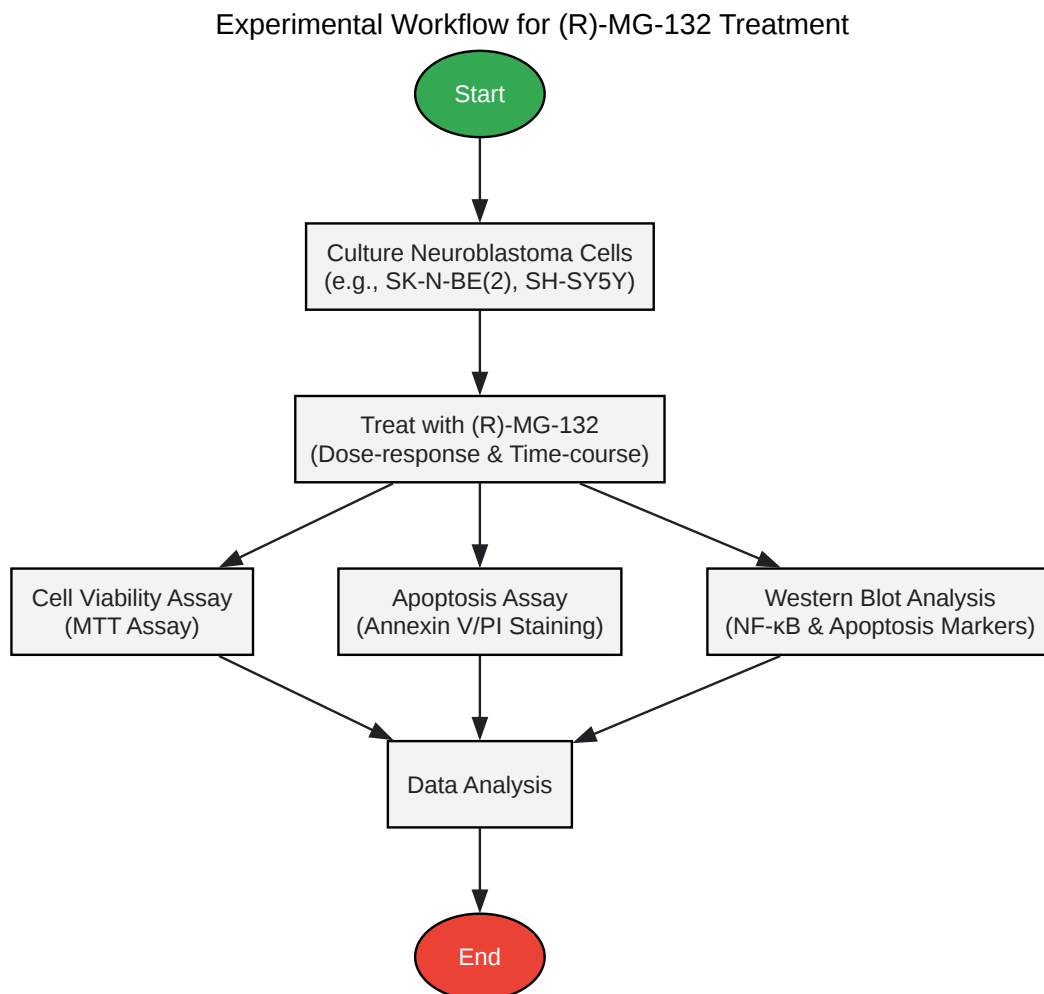 Experimental Workflow for (R)-MG-132 Treatment
Start
Culture Neuroblastoma Cells
(e.g., SK-N-BE(2), SH-SY5Y)
Treat with (R)-MG-132
(Dose-response & Time-course)
Cell Viability Assay
(MTT Assay)
Apoptosis Assay
(Annexin V/PI Staining)
Western Blot Analysis
(NF-κB & Apoptosis Markers)
Data Analysis
End